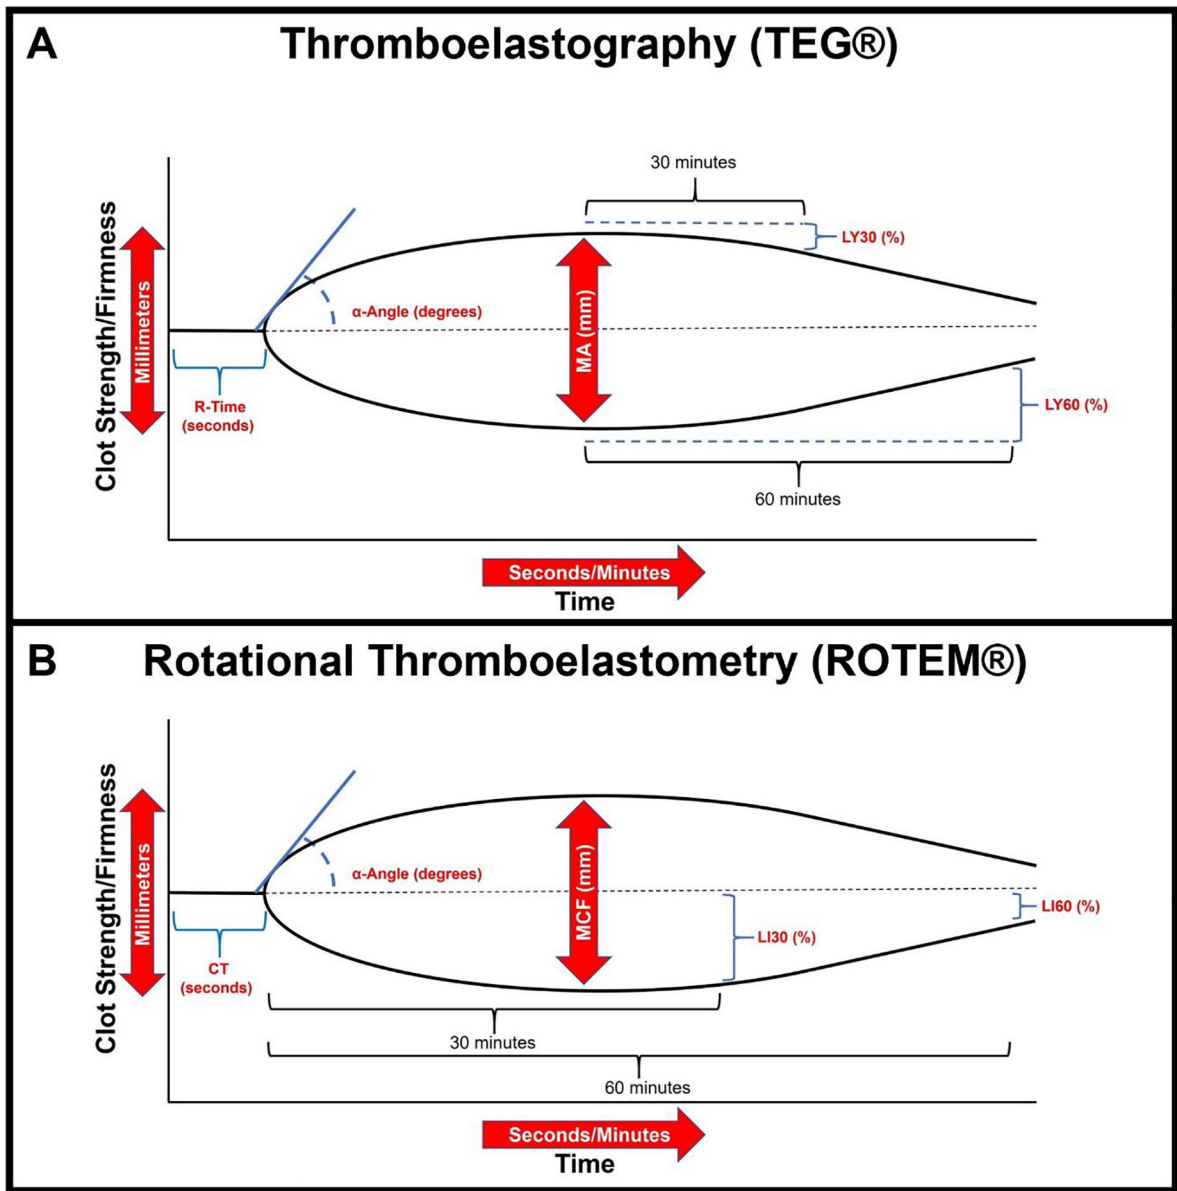 A
Thromboelastography (TEG®)
30 minutes
LY30 (%)
Clot Strength/Firmness
Millimeters
α-Angle (degrees)
MA (mm)
R-Time
(seconds)
LY60 (%)
60 minutes
Seconds/Minutes
Time
B
Rotational Thromboelastometry (ROTEM®)
Clot Strength/Firmness
Millimeters
α-Angle (degrees)
MCF (mm)
LI60 (%)
LI30 (%)
CT
(seconds)
30 minutes
60 minutes
Seconds/Minutes
Time